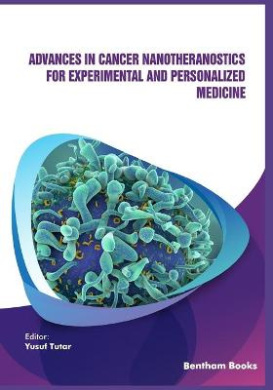 ADVANCES IN CANCER NANOTHERANOSTICS
FOR EXPERIMENTAL AND PERSONALIZED
MEDICINE
Editor:
Yusuf Tutar
Bentham Books